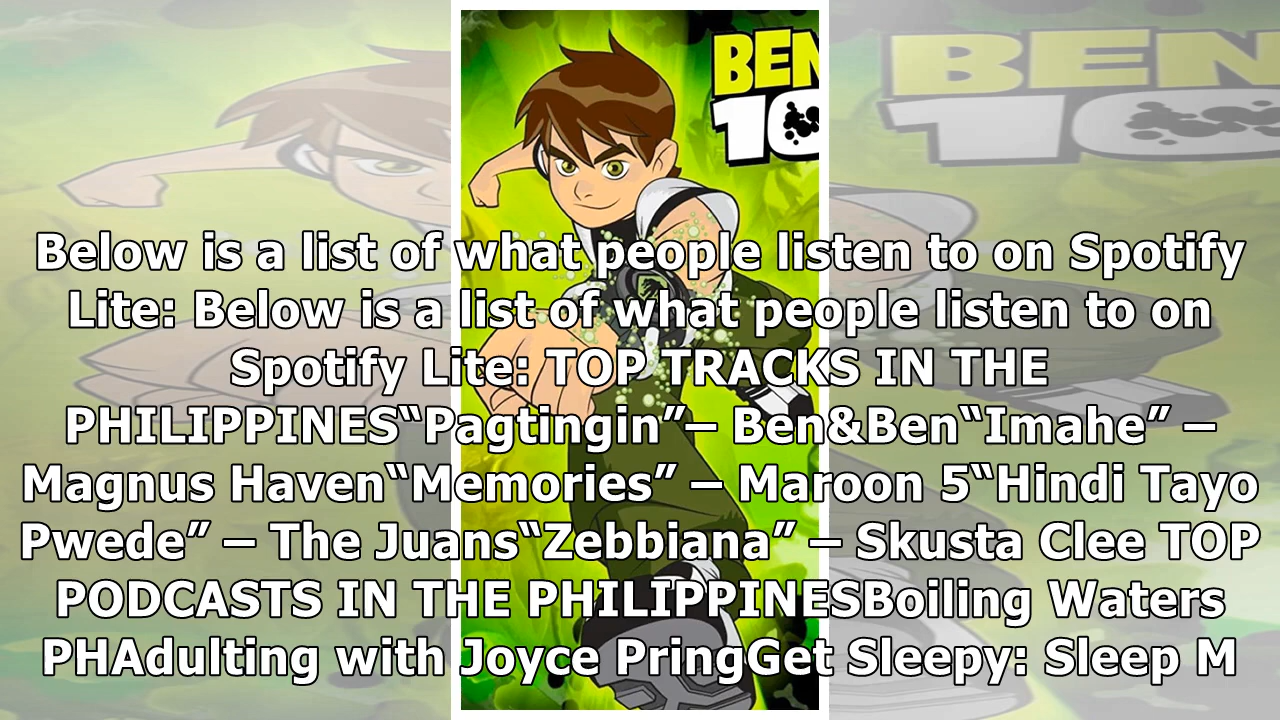 BEN
10
BEN
10
Below is a list of what people listen to on Spotify
Lite: Below is a list of what people listen to on
Spotify Lite: TOP TRACKS IN THE
PHILIPPINES“Pagtingin”– Ben&Ben“Imahe” –
Magnus Haven“Memories” – Maroon 5“Hindi Tayo
Pwede” – The Juans“Zebbiana” – Skusta Clee TOP
PODCASTS IN THE PHILIPPINESBoiling Waters
PHAdulting with Joyce PringGet Sleepy: Sleep M